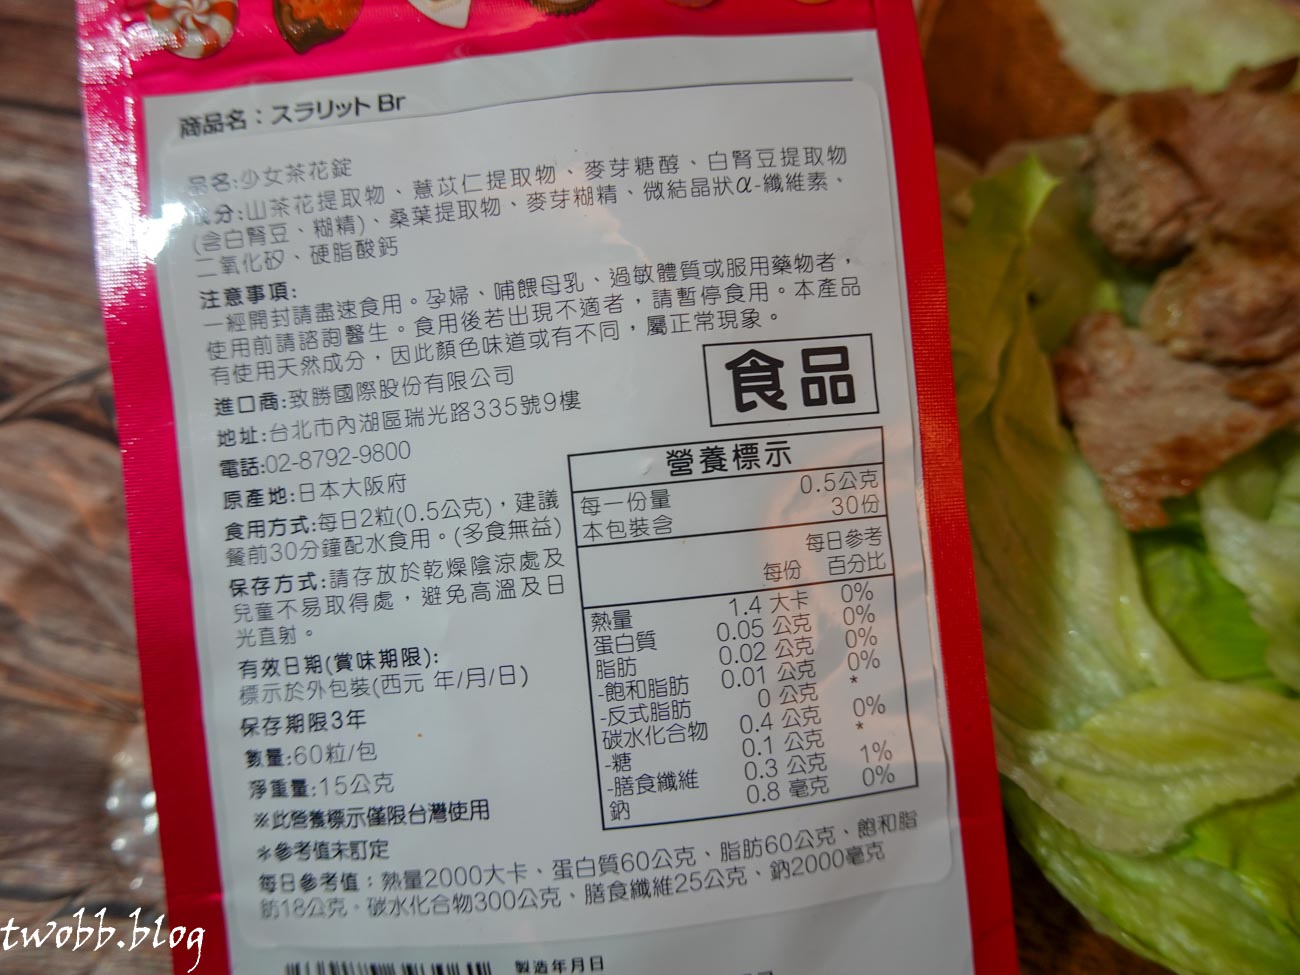 商品名：スラリット Br
品名:少女茶花錠
成分:山茶花提取物、薏苡仁提取物、麥芽糖醇、白腎豆提取物
(含白腎豆、糊精)、桑葉提取物、麥芽糊精、微結晶狀α-纖維素、
二氧化矽、硬脂酸鈣
注意事項:
一經開封請盡速食用。孕婦、哺餵母乳、過敏體質或服用藥物者，
使用前請諮詢醫生。食用後若出現不適者，請暫停食用。本產品
有使用天然成分，因此顏色味道或有不同，屬正常現象。
進口商:致勝國際股份有限公司
地址:台北市內湖區瑞光路335號9樓
電話:02-8792-9800
原產地:日本大阪府
食用方式:每日2粒(0.5公克)，建議
餐前30分鐘配水食用。(多食無益)
保存方式:請存放於乾燥陰涼處及
兒童不易取得處，避免高溫及日
光直射。
有效日期(賞味期限):
標示於外包裝(西元 年/月/日)
保存期限3年
數量:60粒/包
淨重量:15公克
※此營養標示僅限台灣使用
＊參考值未訂定
每日參考值：熱量2000大卡、蛋白質60公克、脂肪60公克、飽和脂
肪18公克、碳水化合物300公克、膳食纖維25公克、鈉2000毫克
食品
營養標示
每一份量 0.5公克
本包裝含 30份
每份 每日參考百分比
熱量 1.4 大卡 0%
蛋白質 0.05 公克 0%
脂肪 0.02 公克 0%
-飽和脂肪 0.01 公克 0%
-反式脂肪 0 公克 *
碳水化合物 0.4 公克 0%
-糖 0.1 公克 *
-膳食纖維 0.3 公克 1%
鈉 0.8 毫克 0%
製造年月日
twobb.blog